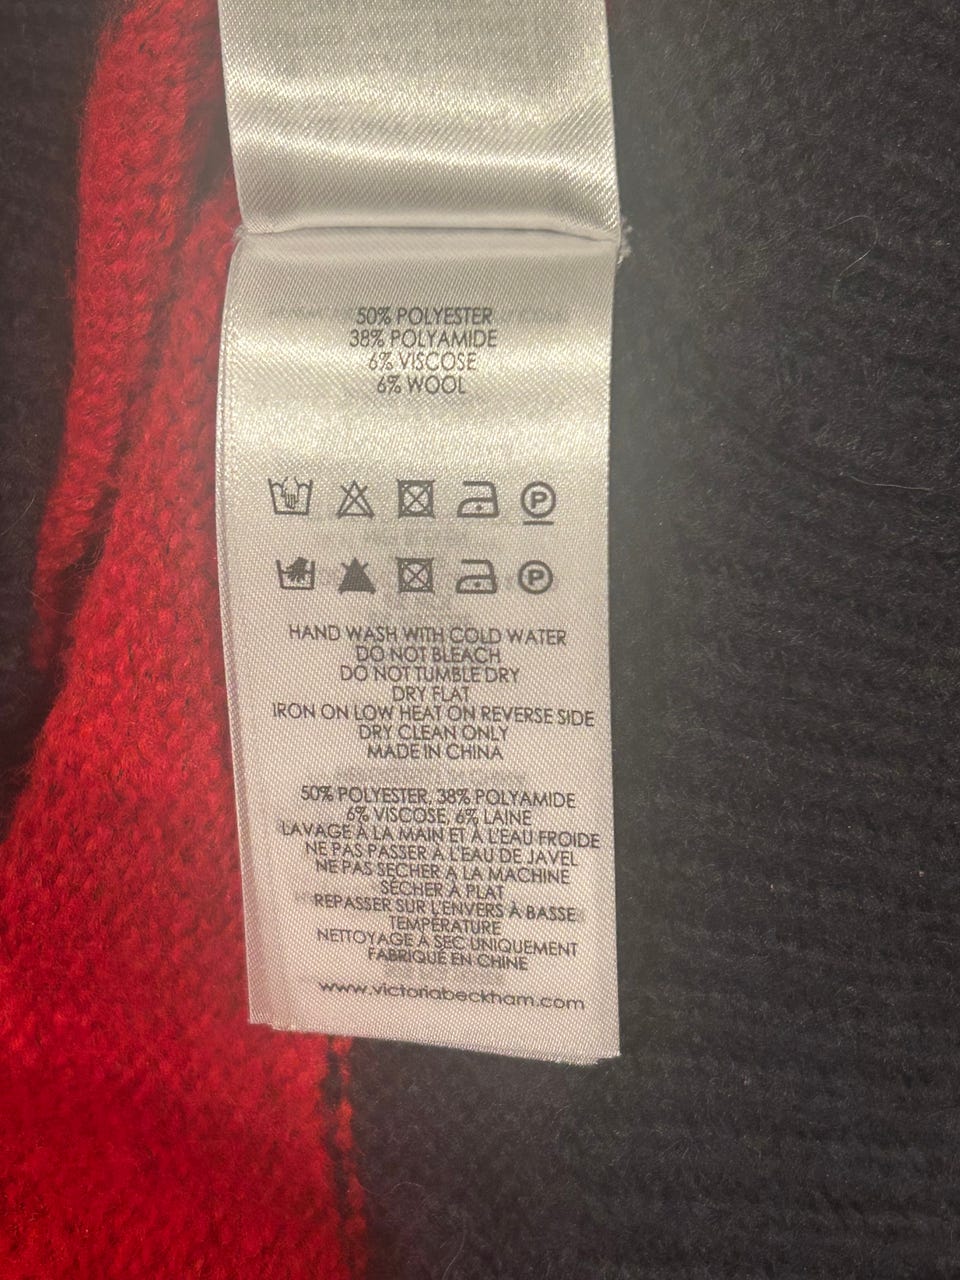 50% POLYESTER
38% POLYAMIDE
6% VISCOSE
6% WOOL
P
P
HAND WASH WITH COLD WATER
DO NOT BLEACH
DO NOT TUMBLE DRY
DRY FLAT
IRON ON LOW HEAT ON REVERSE SIDE
DRY CLEAN ONLY
MADE IN CHINA
50% POLYESTER, 38% POLYAMIDE
6% VISCOSE, 6% LAINE
LAVAGE À LA MAIN ET À L'EAU FROIDE
NE PAS PASSER À L'EAU DE JAVEL
NE PAS SECHER A LA MACHINE
SÉCHER À PLAT
REPASSER SUR L'ENVERS À BASSE
TEMPÉRATURE
NETTOYAGE À SEC UNIQUEMENT
FABRIQUÉ EN CHINE
www.victoriabeckham.com